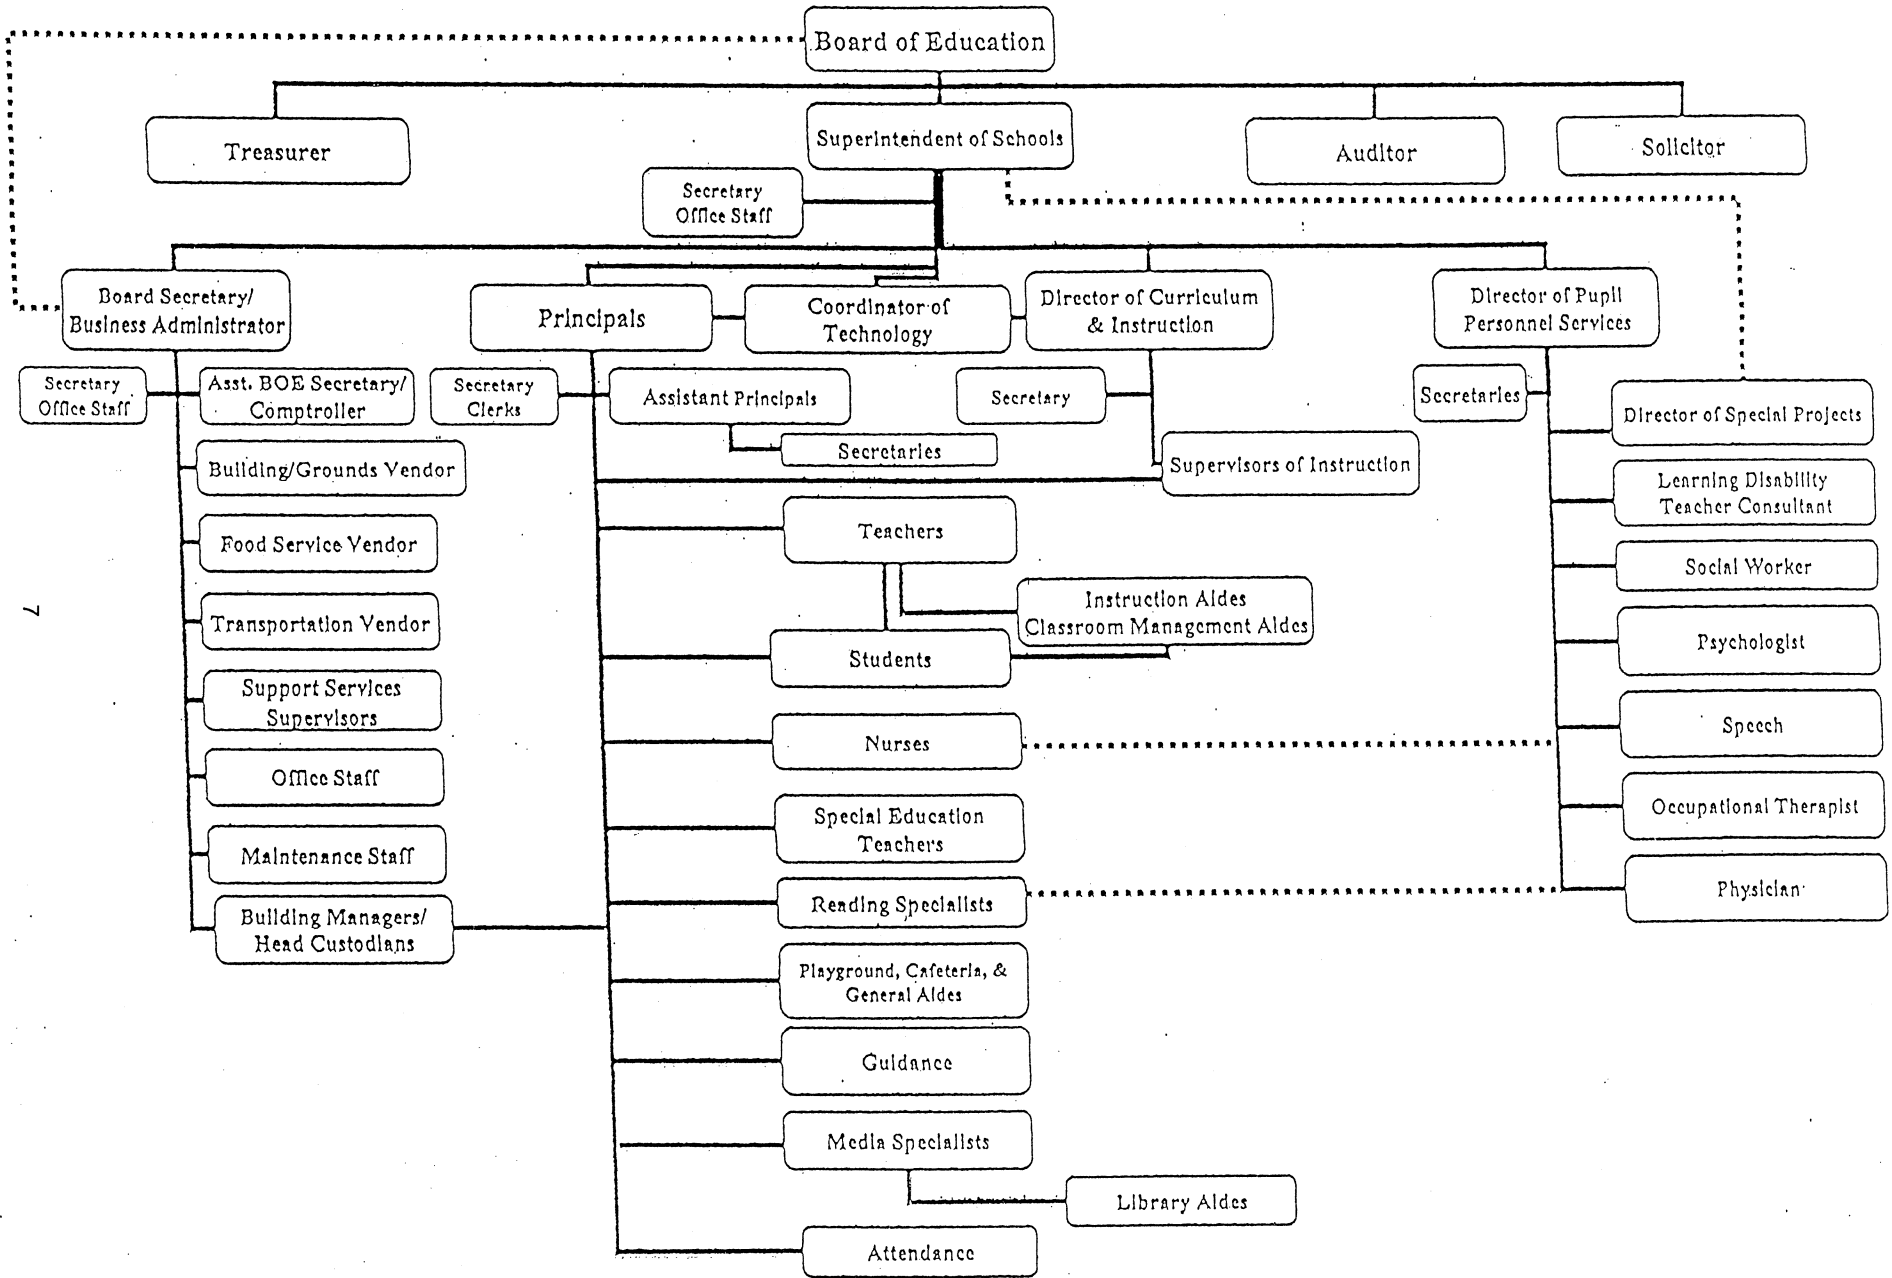 Board of Education
Treasurer
Superintendent of Schools
Auditor
Solicitor
Secretary
Office Staff
Board Secretary/
Business Administrator
Principals
Coordinator of
Technology
Director of Curriculum
& Instruction
Director of Pupil
Personnel Services
Secretary
Office Staff
Asst. BOE Secretary/
Comptroller
Secretary
Clerks
Assistant Principals
Secretary
Secretaries
Director of Special Projects
Secretaries
Supervisors of Instruction
Building/Grounds Vendor
Learning Disability
Teacher Consultant
Teachers
Food Service Vendor
Social Worker
Instruction Aides
Classroom Management Aides
Transportation Vendor
7
Students
Psychologist
Support Services
Supervisors
Nurses
Speech
Office Staff
Special Education
Teachers
Occupational Therapist
Maintenance Staff
Reading Specialists
Physician
Building Managers/
Head Custodians
Playground, Cafeteria, &
General Aides
Guidance
Media Specialists
Library Aides
Attendance